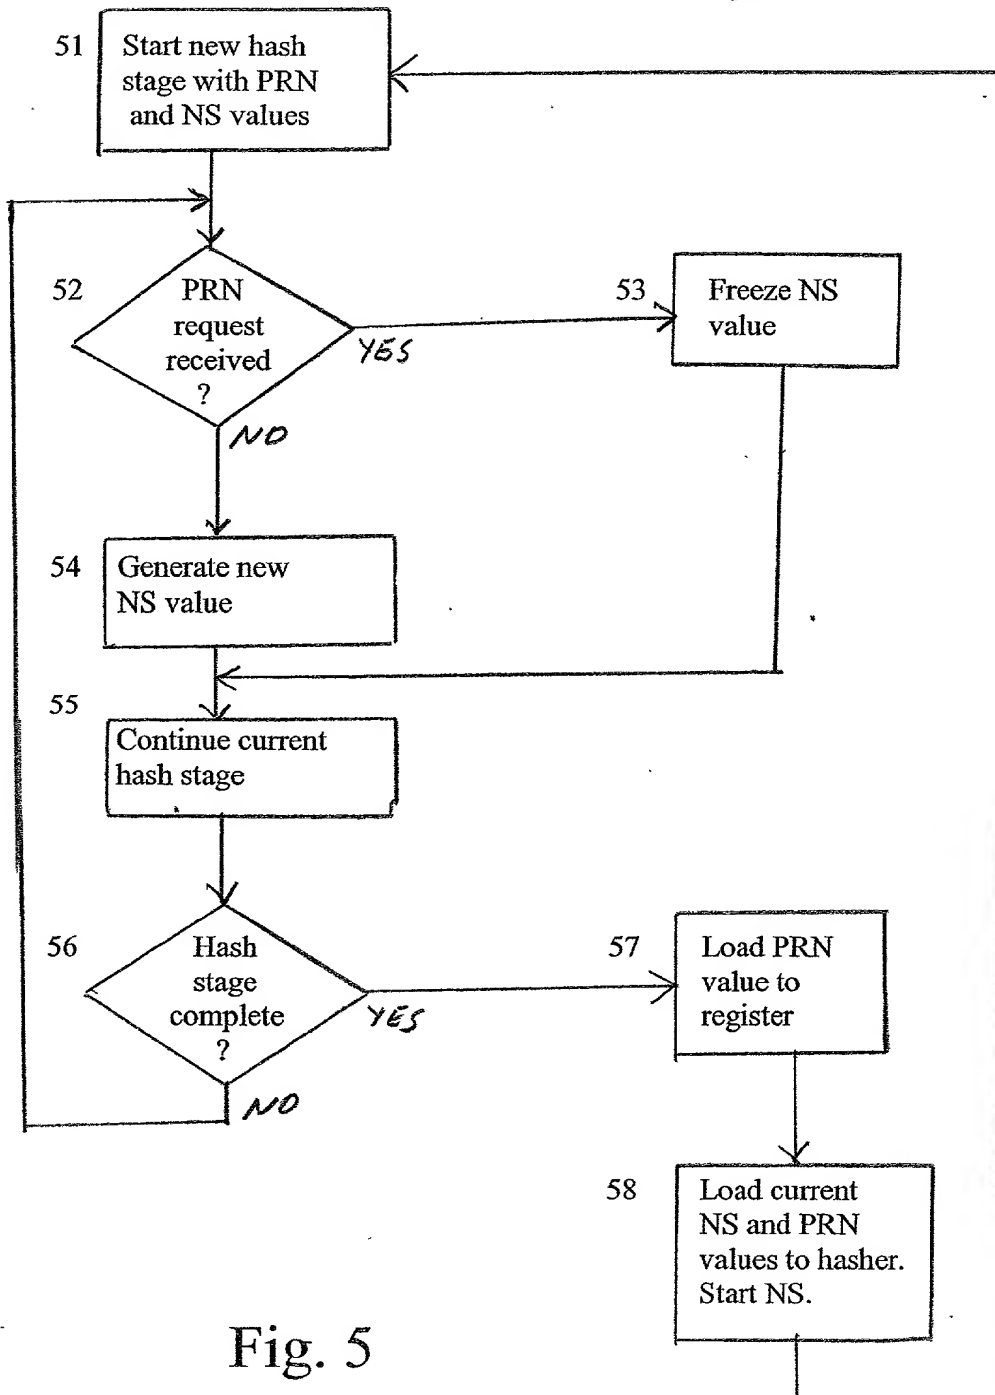 51
Start new hash
stage with PRN
and NS values
52
PRN
request
received
?
YES
NO
53
Freeze NS
value
54
Generate new
NS value
55
Continue current
hash stage
56
Hash
stage
complete
?
YES
NO
57
Load PRN
value to
register
58
Load current
NS and PRN
values to hasher.
Start NS.
Fig. 5